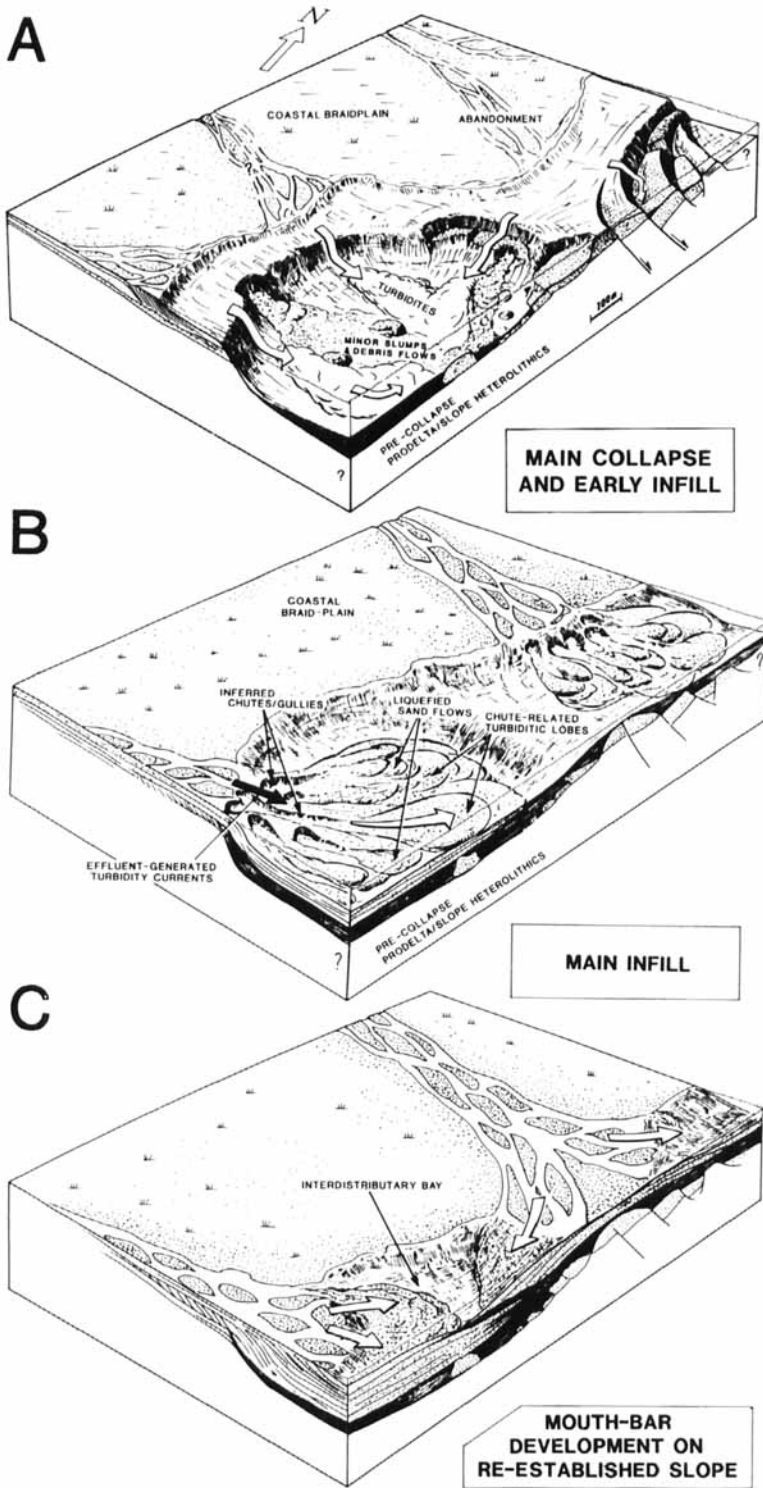 A
N
COASTAL BRAIDPLAIN
ABANDONMENT
?
TURBIDITES
MINOR SLUMPS
& DEBRIS FLOWS
200m
PRE-COLLAPSE
PRODELTA/SLOPE HETEROLITHICS
?
MAIN COLLAPSE
AND EARLY INFILL
B
COASTAL
BRAID-PLAIN
?
INFERRED
CHUTES/GULLIES
LIQUEFIED
SAND FLOWS
CHUTE-RELATED
TURBIDITIC LOBES
EFFLUENT-GENERATED
TURBIDITY CURRENTS
PRE-COLLAPSE
PRODELTA/SLOPE HETEROLITHICS
?
MAIN INFILL
C
INTERDISTRIBUTARY BAY
MOUTH-BAR
DEVELOPMENT ON
RE-ESTABLISHED SLOPE